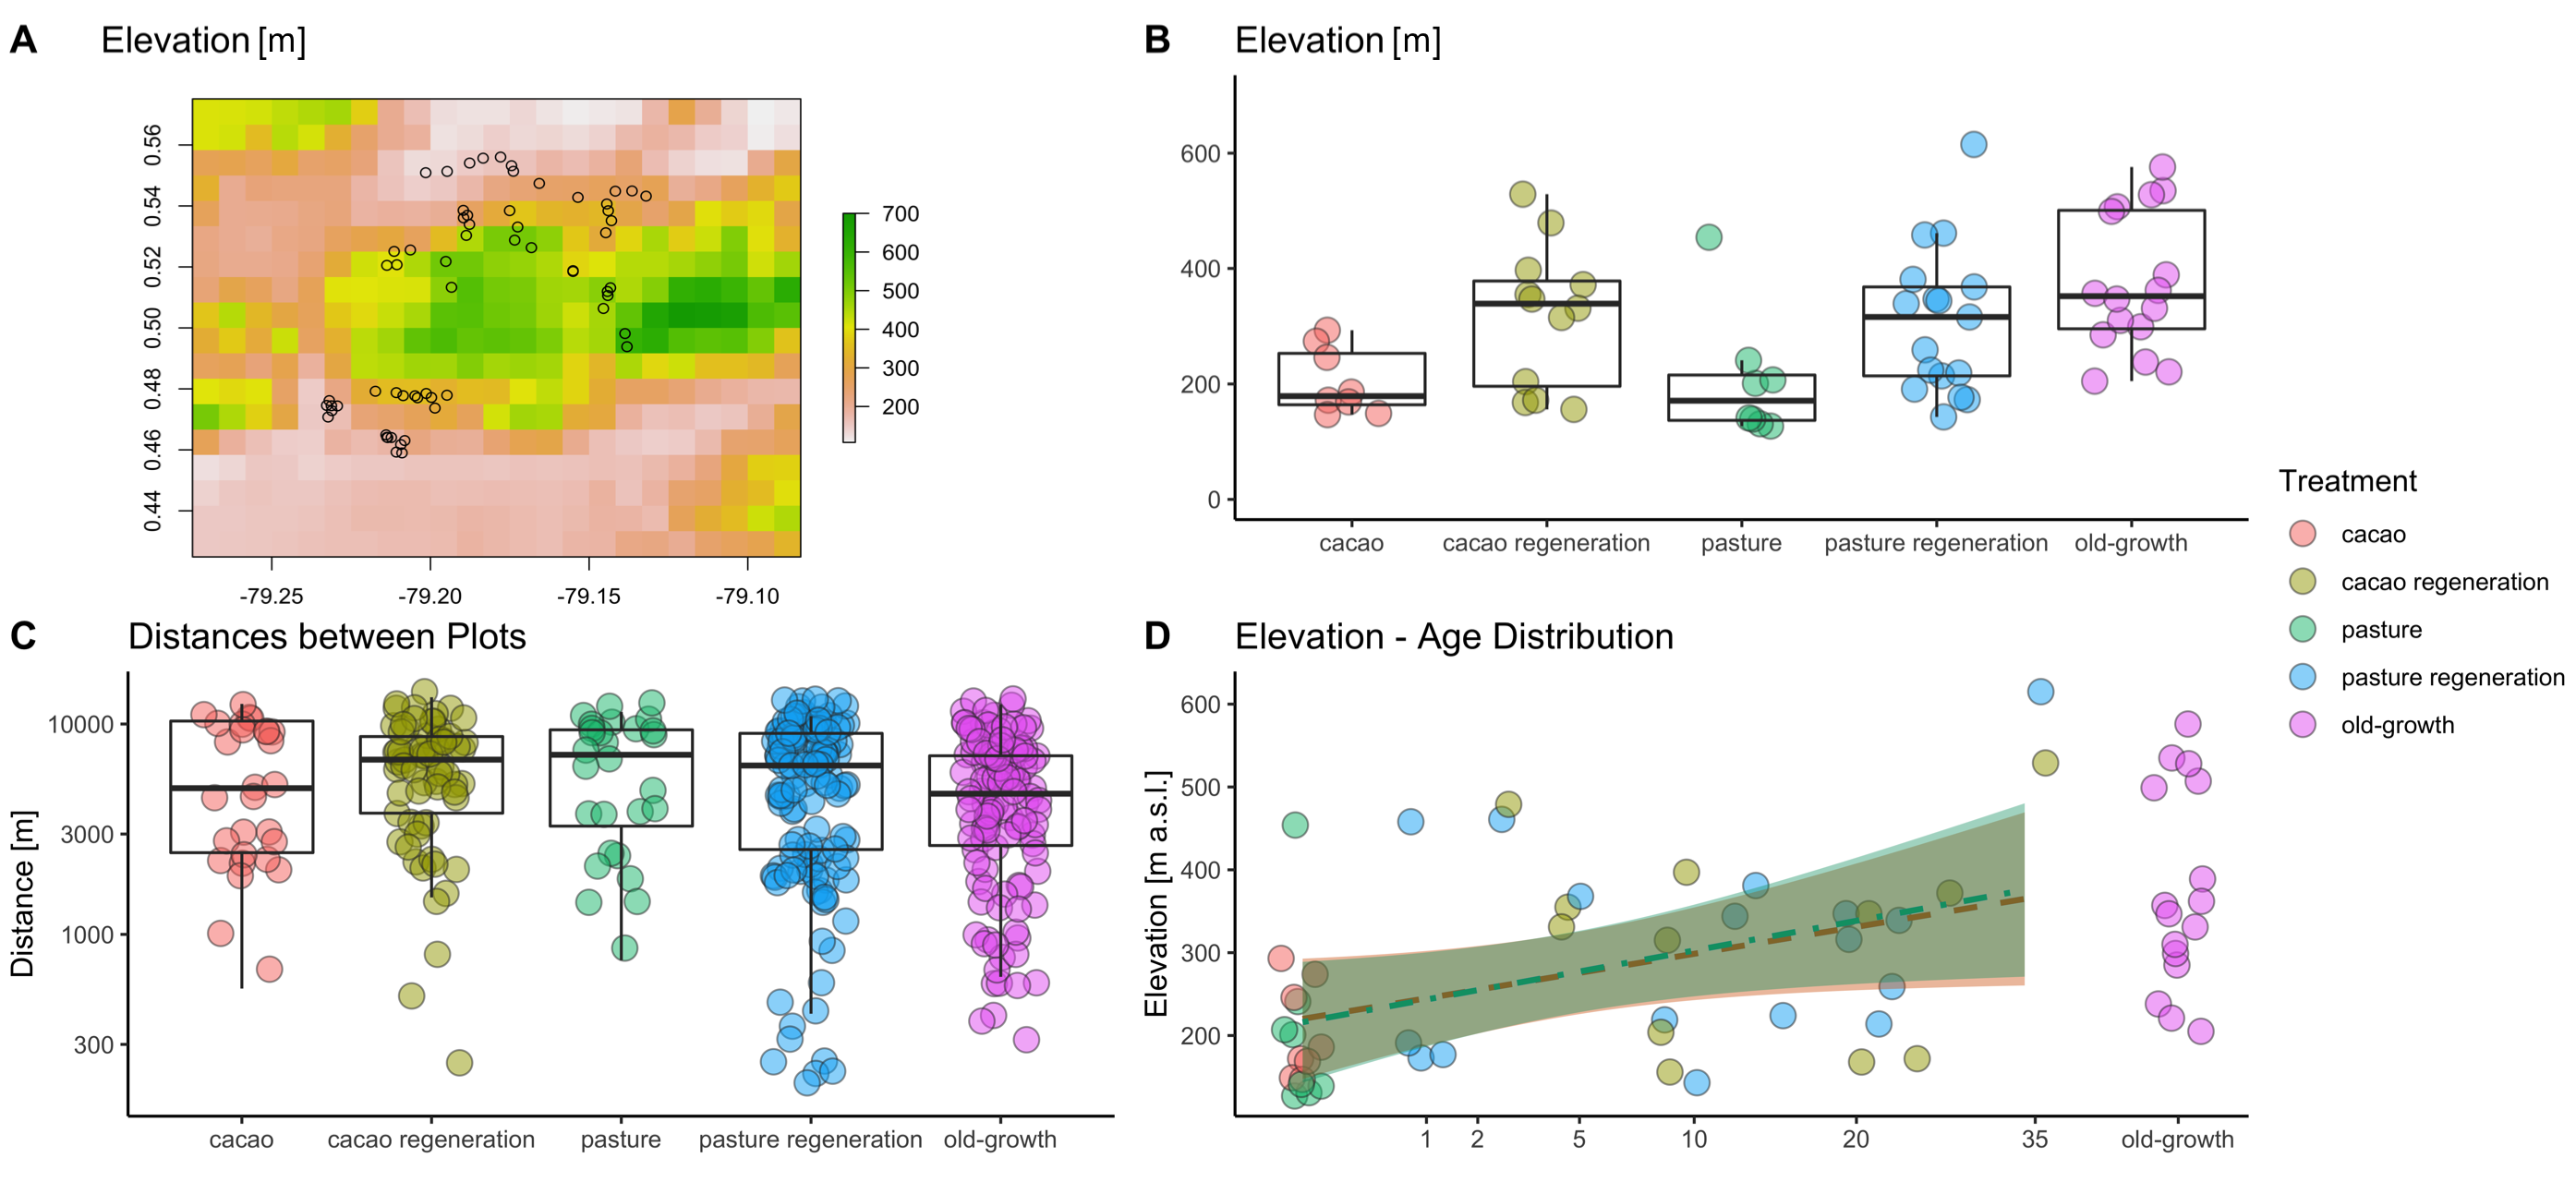 A Elevation [m]
0.56
0.54
0.52
0.50
0.48
0.46
0.44
-79.25 -79.20 -79.15 -79.10
700
600
500
400
300
200
B Elevation [m]
600
400
200
0
cacao cacao regeneration pasture pasture regeneration old-growth
C Distances between Plots
Distance [m]
10000
3000
1000
300
cacao cacao regeneration pasture pasture regeneration old-growth
D Elevation - Age Distribution
Elevation [m a.s.l.]
600
500
400
300
200
1 2 5 10 20 35 old-growth
Treatment
cacao
cacao regeneration
pasture
pasture regeneration
old-growth